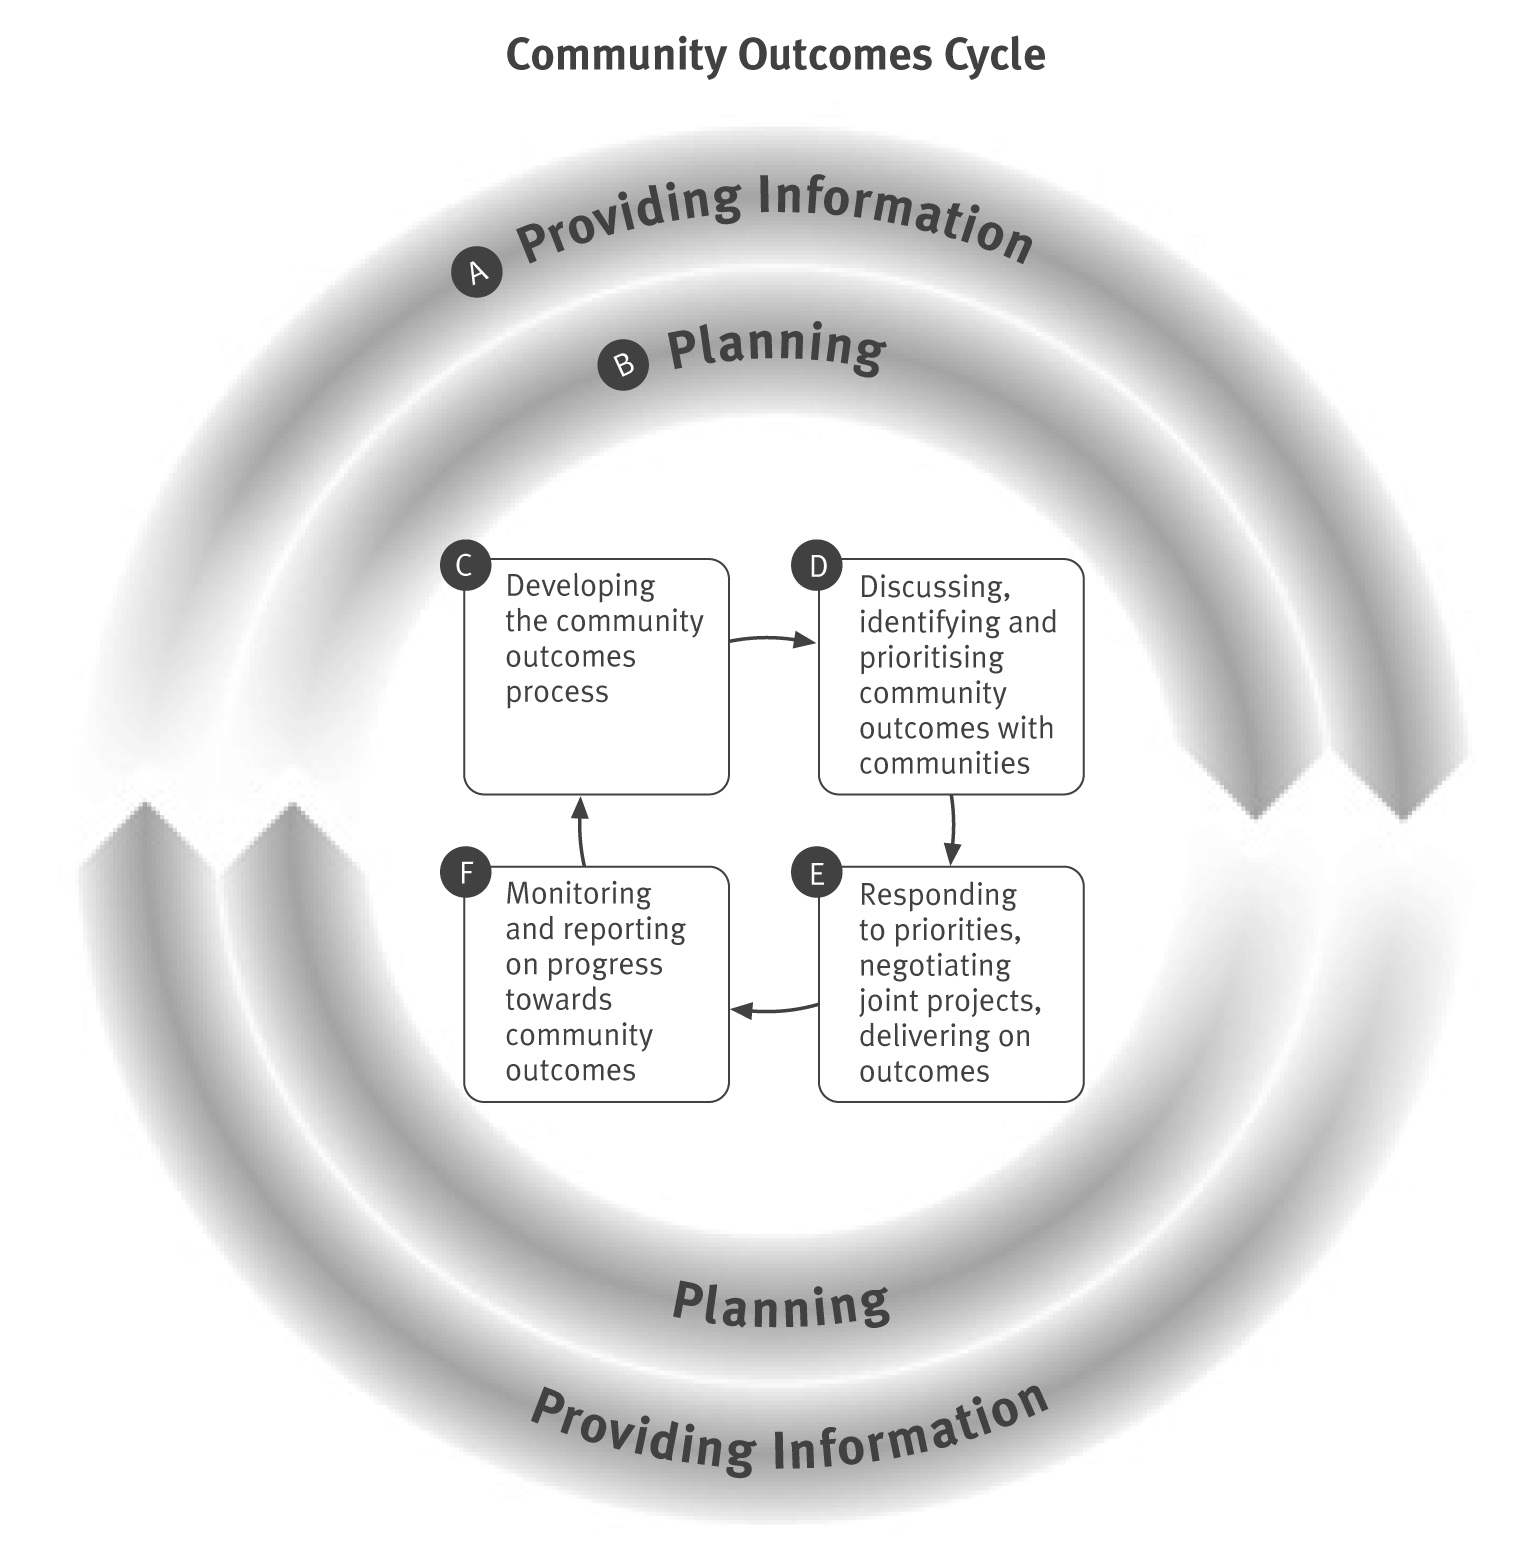 Community Outcomes Cycle
A Providing Information
B Planning
C
Developing
the community
outcomes
process
D
Discussing,
identifying and
prioritising
community
outcomes with
communities
F
Monitoring
and reporting
on progress
towards
community
outcomes
E
Responding
to priorities,
negotiating
joint projects,
delivering on
outcomes
Planning
Providing Information